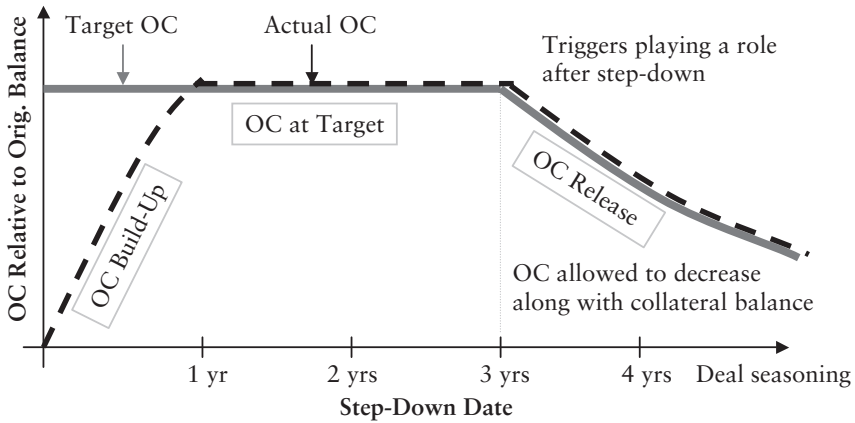 Target OC
Actual OC
Triggers playing a role
after step-down
OC Relative to Orig. Balance
OC at Target
OC Build-Up
OC Release
OC allowed to decrease
along with collateral balance
1 yr
2 yrs
3 yrs
4 yrs
Deal seasoning
Step-Down Date